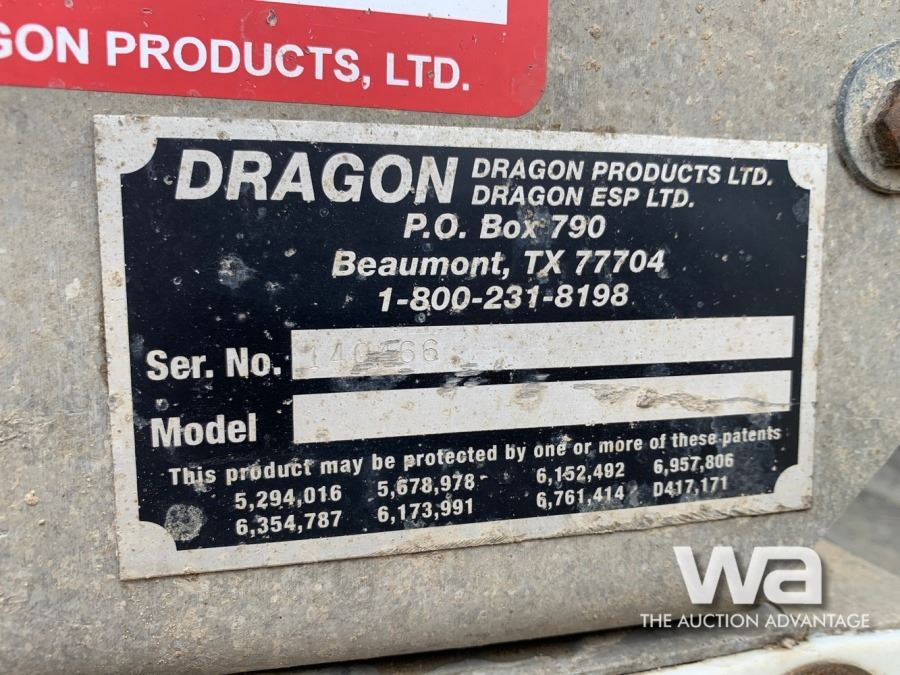 GON PRODUCTS, LTD.
DRAGON DRAGON PRODUCTS LTD.
DRAGON ESP LTD.
P.O. Box 790
Beaumont, TX 77704
1-800-231-8198
Ser. No.
Model
This product may be protected by one or more of these patents
5,294,016 5,678,978 6,152,492 6,957,806
6,354,787 6,173,991 6,761,414 D417,171
wa
THE AUCTION ADVANTAGE